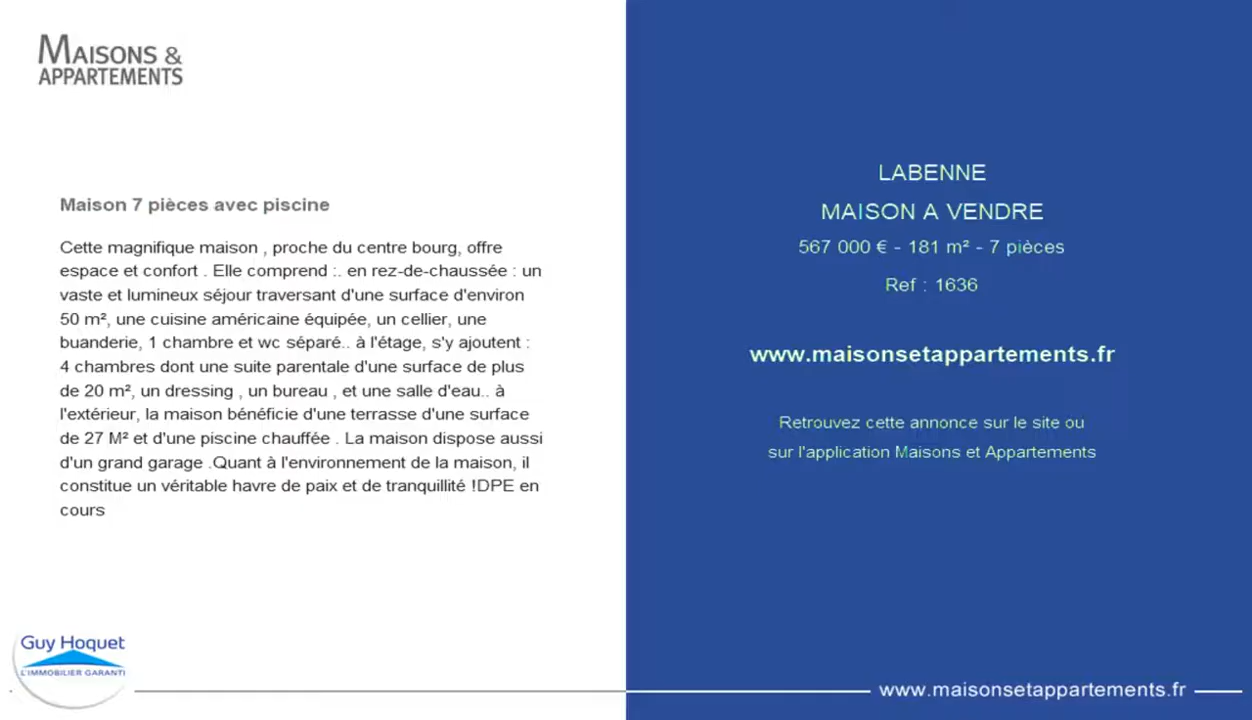 MAISONS &
APPARTEMENTS
Maison 7 pièces avec piscine
Cette magnifique maison , proche du centre bourg, offre
espace et confort . Elle comprend :. en rez-de-chaussée : un
vaste et lumineux séjour traversant d'une surface d'environ
50 m², une cuisine américaine équipée, un cellier, une
buanderie, 1 chambre et wc séparé.. à l'étage, s'y ajoutent :
4 chambres dont une suite parentale d'une surface de plus
de 20 m², un dressing , un bureau , et une salle d'eau.. à
l'extérieur, la maison bénéficie d'une terrasse d'une surface
de 27 M² et d'une piscine chauffée . La maison dispose aussi
d'un grand garage .Quant à l'environnement de la maison, il
constitue un véritable havre de paix et de tranquillité !DPE en
cours
Guy Hoquet
L'IMMOBILIER GARANTI
LABENNE
MAISON A VENDRE
567 000 € - 181 m² - 7 pièces
Ref : 1636
www.maisonsetappartements.fr
Retrouvez cette annonce sur le site ou
sur l'application Maisons et Appartements
www.maisonsetappartements.fr